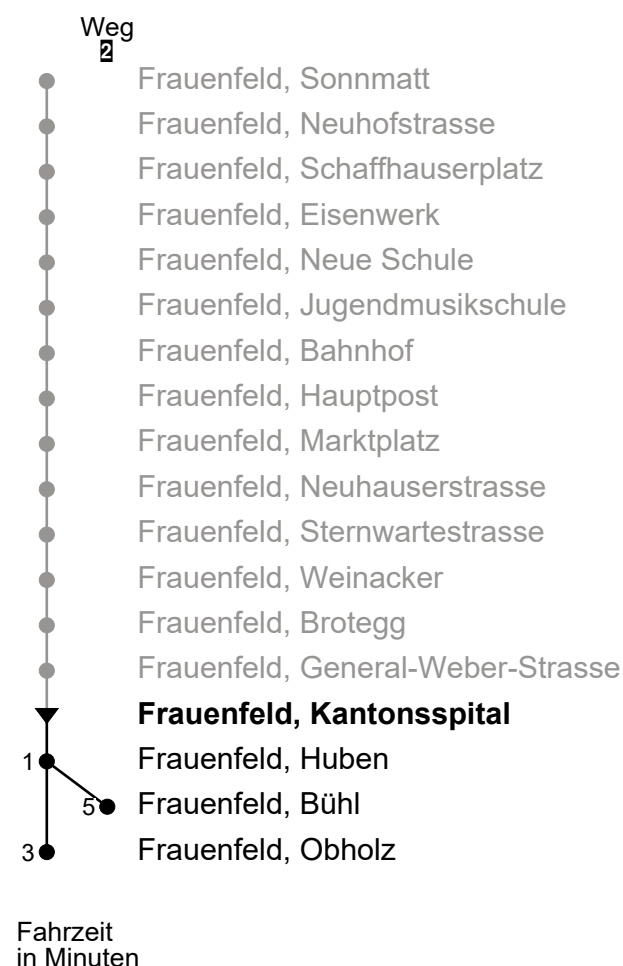 Weg
2
Frauenfeld, Sonnmatt
Frauenfeld, Neuhofstrasse
Frauenfeld, Schaffhauserplatz
Frauenfeld, Eisenwerk
Frauenfeld, Neue Schule
Frauenfeld, Jugendmusikschule
Frauenfeld, Bahnhof
Frauenfeld, Hauptpost
Frauenfeld, Marktplatz
Frauenfeld, Neuhauserstrasse
Frauenfeld, Sternwartestrasse
Frauenfeld, Weinacker
Frauenfeld, Brotegg
Frauenfeld, General-Weber-Strasse
Frauenfeld, Kantonsspital
1 Frauenfeld, Huben
5 Frauenfeld, Bühl
3 Frauenfeld, Obholz
Fahrzeit
in Minuten